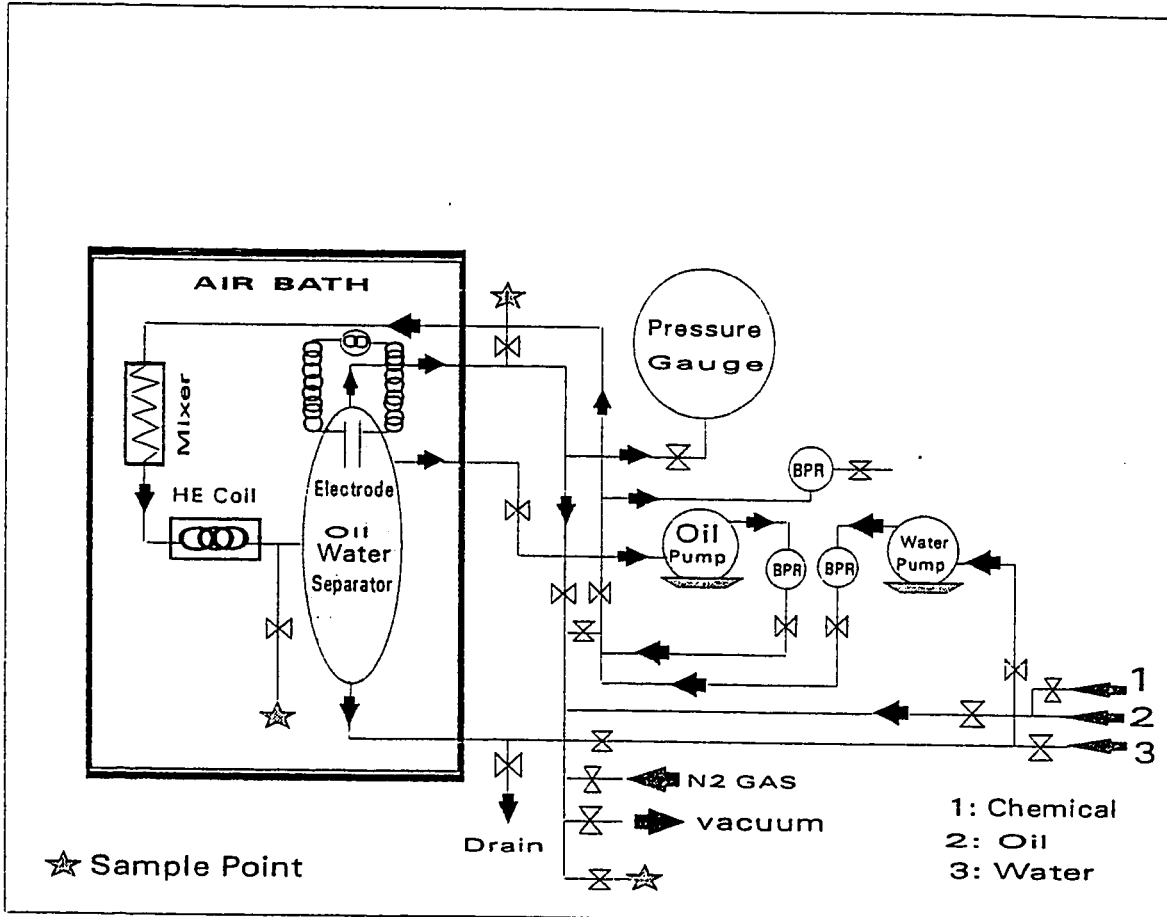 AIR BATH
Pressure
Gauge
Mixer
BPR
HE Coil
Electrode
Oil
Water
Separator
Oil
Pump
Water
Pump
BPR
BPR
1
2
3
N2 GAS
vacuum
Drain
1: Chemical
2: Oil
3: Water
Sample Point